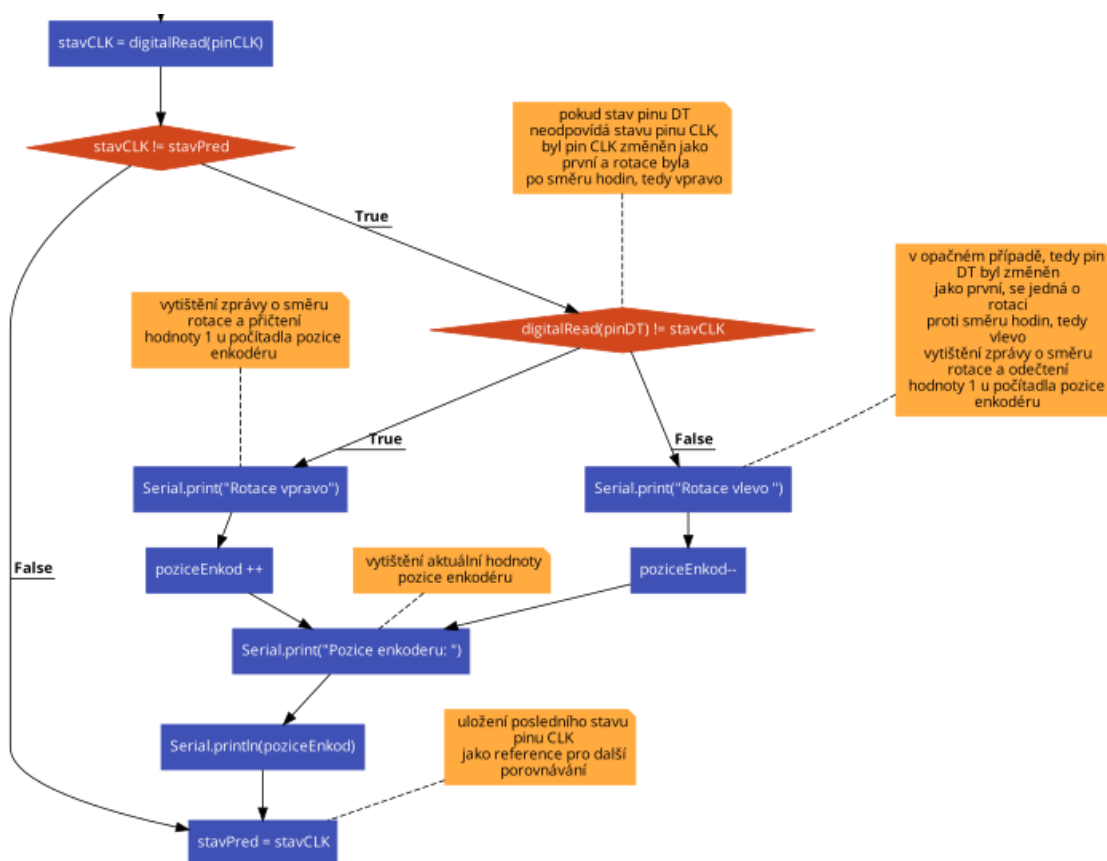 stavCLK = digitalRead(pinCLK)
stavCLK != stavPred
pokud stav pinu DT
neodpovídá stavu pinu CLK,
byl pin CLK změněn jako
první a rotace byla
po směru hodin, tedy vpravo
True
v opačném případě, tedy pin
DT byl změněn
jako první, se jedná o
rotaci
proti směru hodin, tedy
vlevo
vytištění zprávy o směru
rotace a odečtení
hodnoty 1 u počítadla pozice
enkodéru
vytištění zprávy o směru
rotace a přičtení
hodnoty 1 u počítadla pozice
enkodéru
digitalRead(pinDT) != stavCLK
True
False
Serial.print("Rotace vpravo")
Serial.print("Rotace vlevo ")
False
poziceEnkod ++
vytištění aktuální hodnoty
pozice enkodéru
poziceEnkod--
Serial.print("Pozice enkoderu: ")
Serial.println(poziceEnkod)
uložení posledního stavu
pinu CLK
jako reference pro další
porovnávání
stavPred = stavCLK